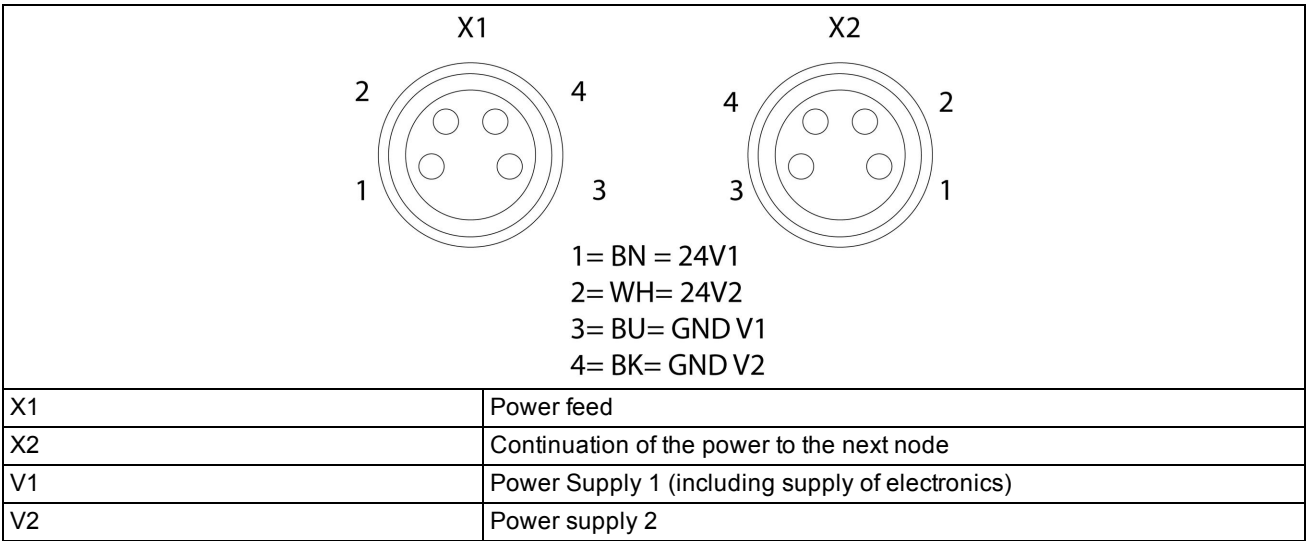 X1 X2
2 4 4 2
1 3 3 1
1= BN = 24V1
2= WH= 24V2
3= BU= GND V1
4= BK= GND V2
X1 Power feed
X2 Continuation of the power to the next node
V1 Power Supply 1 (including supply of electronics)
V2 Power supply 2